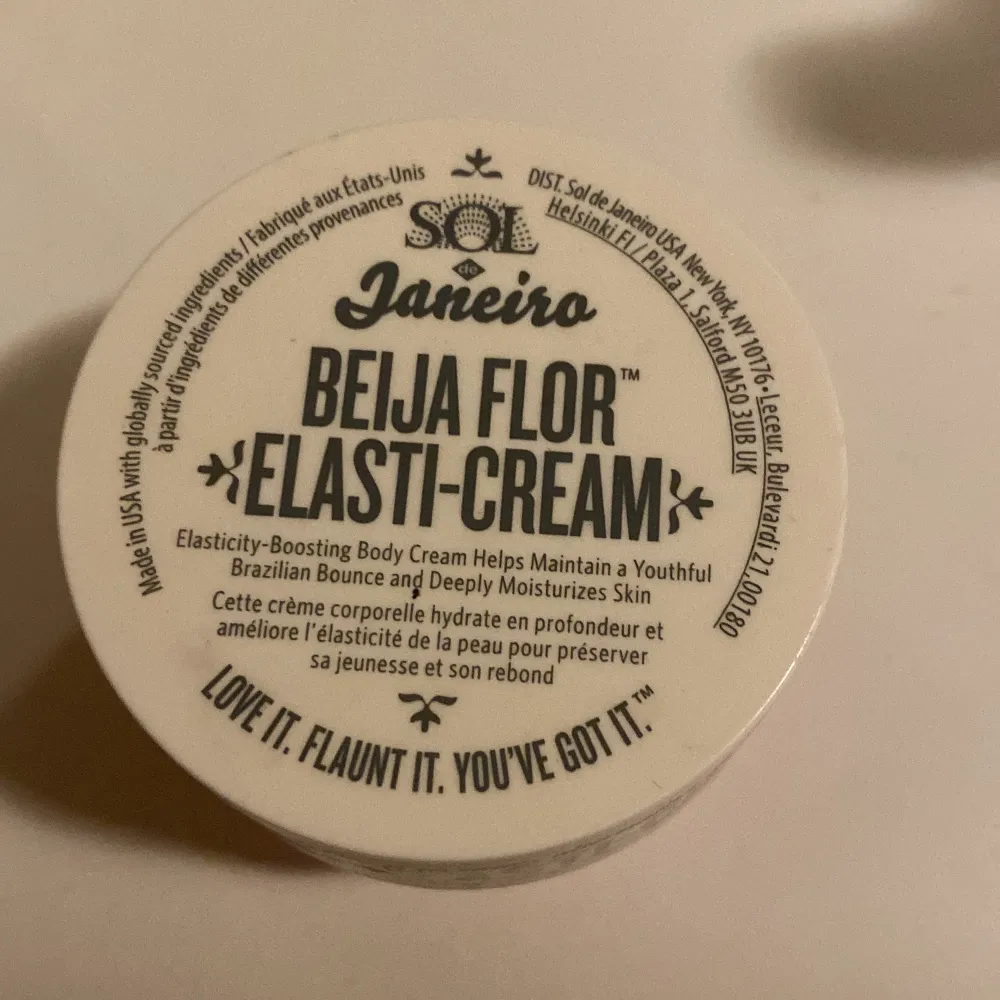 SOL
de
Janeiro
BEIJA FLOR™
ELASTI-CREAM
Elasticity-Boosting Body Cream Helps Maintain a Youthful
Brazilian Bounce and Deeply Moisturizes Skin
Cette crème corporelle hydrate en profondeur et
améliore l'élasticité de la peau pour préserver
sa jeunesse et son rebond
LOVE IT. FLAUNT IT. YOU'VE GOT IT.™
Made in USA with globally sourced ingredients / Fabriqué aux États-Unis
à partir d'ingrédients de différentes provenances
DIST. Sol de Janeiro USA New York, NY 10176 • Leceur, Bulevardi 21, 00180
Helsinki FI / Plaza 1, Salford M50 3UB UK